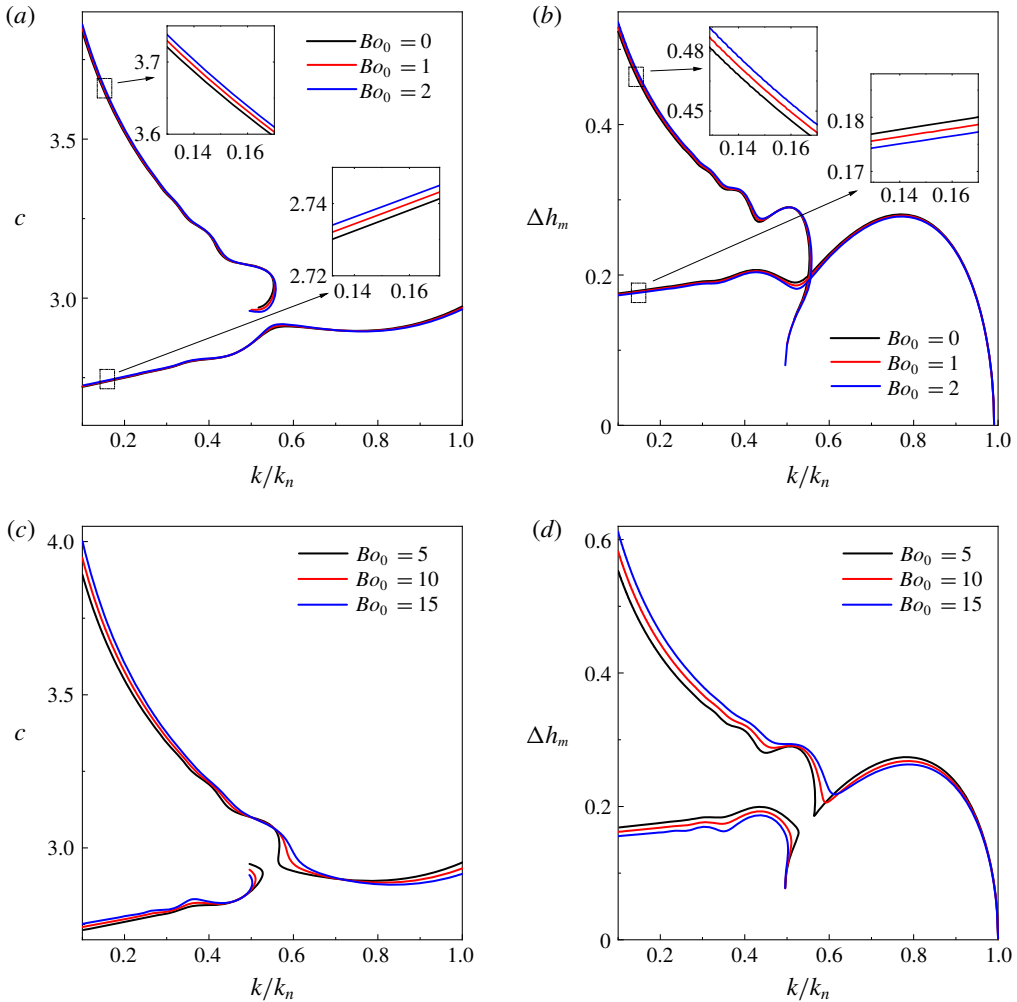 (a)
c
3.5
3.0
0.2 0.4 0.6 0.8 1.0
k/kn
Bo0 = 0
Bo0 = 1
Bo0 = 2
3.7
3.6
0.14 0.16
2.74
2.72
0.14 0.16
(b)
Δhm
0.4
0.2
0
0.2 0.4 0.6 0.8 1.0
k/kn
0.48
0.45
0.14 0.16
0.18
0.17
0.14 0.16
Bo0 = 0
Bo0 = 1
Bo0 = 2
(c)
c
4.0
3.5
3.0
0.2 0.4 0.6 0.8 1.0
k/kn
Bo0 = 5
Bo0 = 10
Bo0 = 15
(d)
Δhm
0.6
0.4
0.2
0
0.2 0.4 0.6 0.8 1.0
k/kn
Bo0 = 5
Bo0 = 10
Bo0 = 15